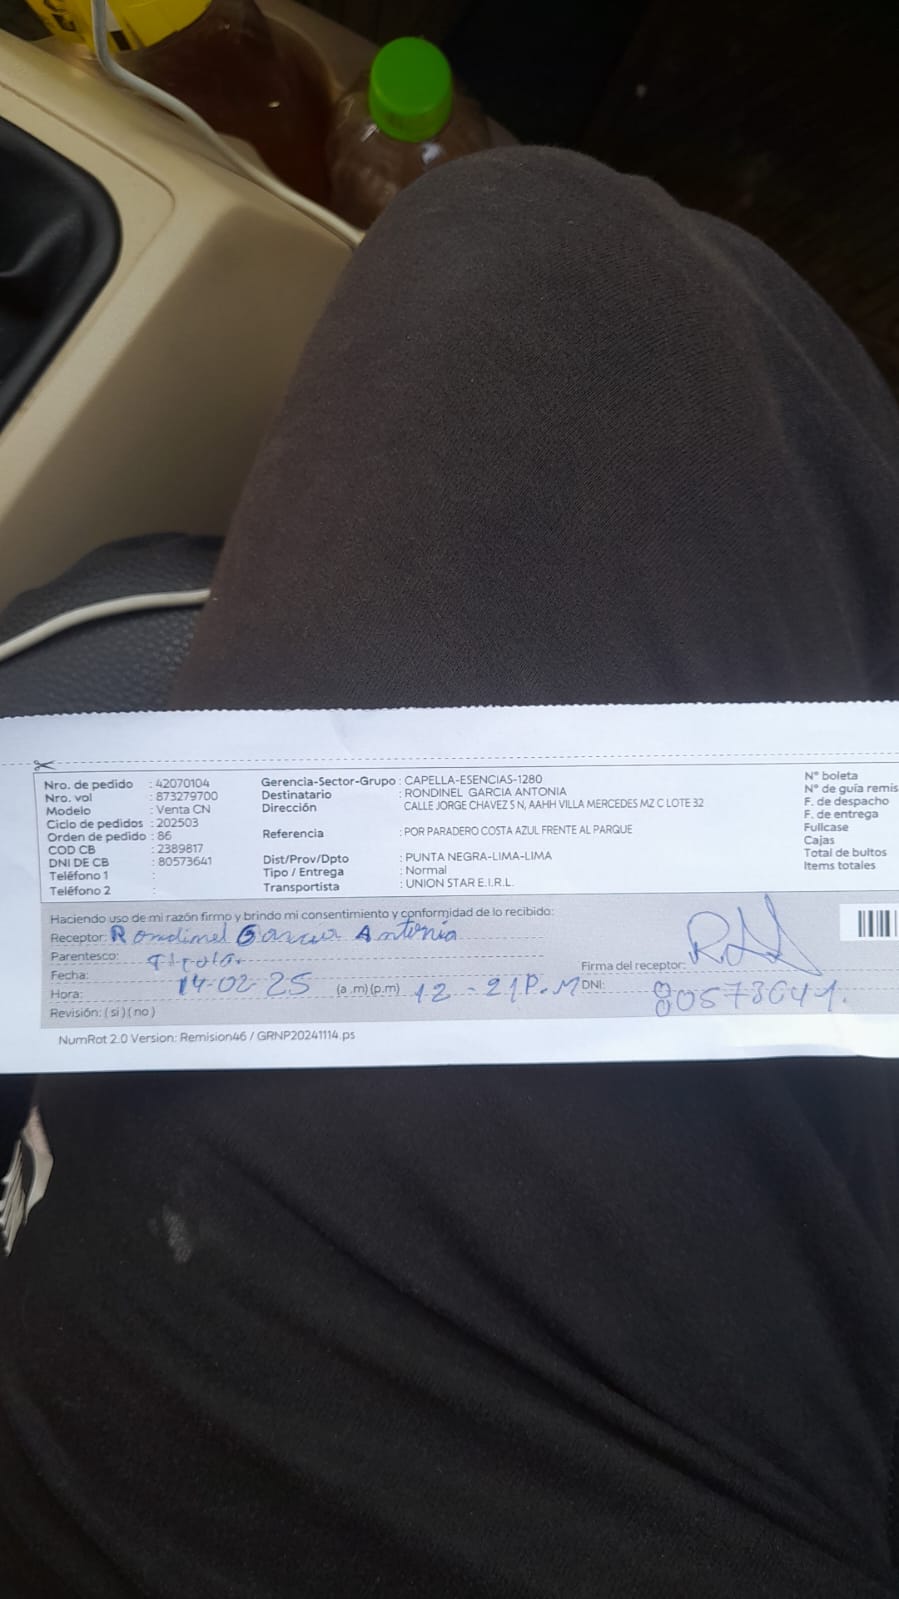 Nro. de pedido : 42070104
Nro. vol : 873279700
Modelo : Venta CN
Ciclo de pedidos : 202503
Orden de pedido : 86
COD CB : 2389817
DNI DE CB : 80573641
Teléfono 1 :
Teléfono 2 :
Gerencia-Sector-Grupo : CAPELLA-ESENCIAS-1280
Destinatario : RONDINEL GARCIA ANTONIA
Dirección CALLE JORGE CHAVEZ S N, AAHH VILLA MERCEDES MZ C LOTE 32
Referencia : POR PARADERO COSTA AZUL FRENTE AL PARQUE
Dist/Prov/Dpto : PUNTA NEGRA-LIMA-LIMA
Tipo / Entrega : Normal
Transportista : UNION STAR E.I.R.L.
N° boleta
N° de guía remis
F. de despacho
F. de entrega
Fullcase
Cajas
Total de bultos
Items totales
Haciendo uso de mi razón firmo y brindo mi consentimiento y conformidad de lo recibido:
Receptor: Rondinel Garcia Antonia
Parentesco:
Fecha: 14-02-25
Hora: (a.m)(p.m) 12-21 P.M
Revisión: ( si ) ( no )
Firma del receptor:
DNI: 80573641.
NumRot 2.0 Version: Remision46 / GRNP20241114.ps